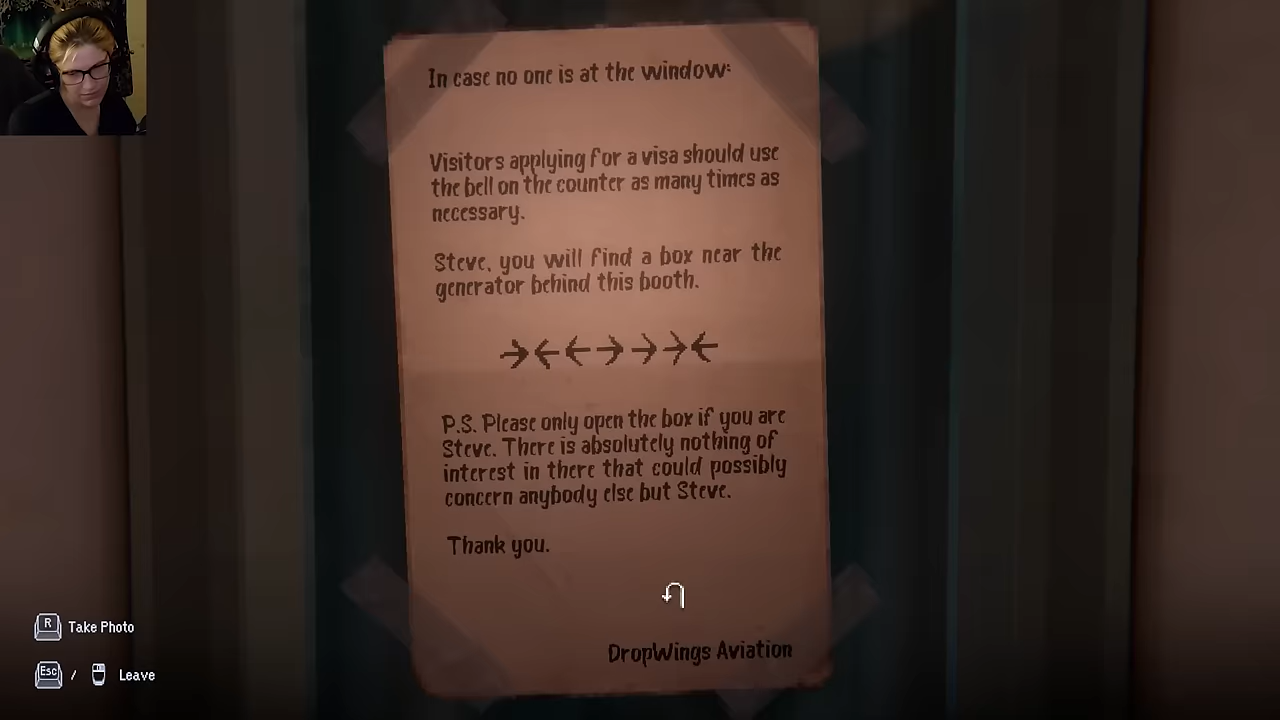 In case no one is at the window:
Visitors applying for a visa should use
the bell on the counter as many times as
necessary.
Steve, you will find a box near the
generator behind this booth.
→←←→→→←
P.S. Please only open the box if you are
Steve. There is absolutely nothing of
interest in there that could possibly
concern anybody else but Steve.
Thank you.
DropWings Aviation
R Take Photo
Esc / Leave